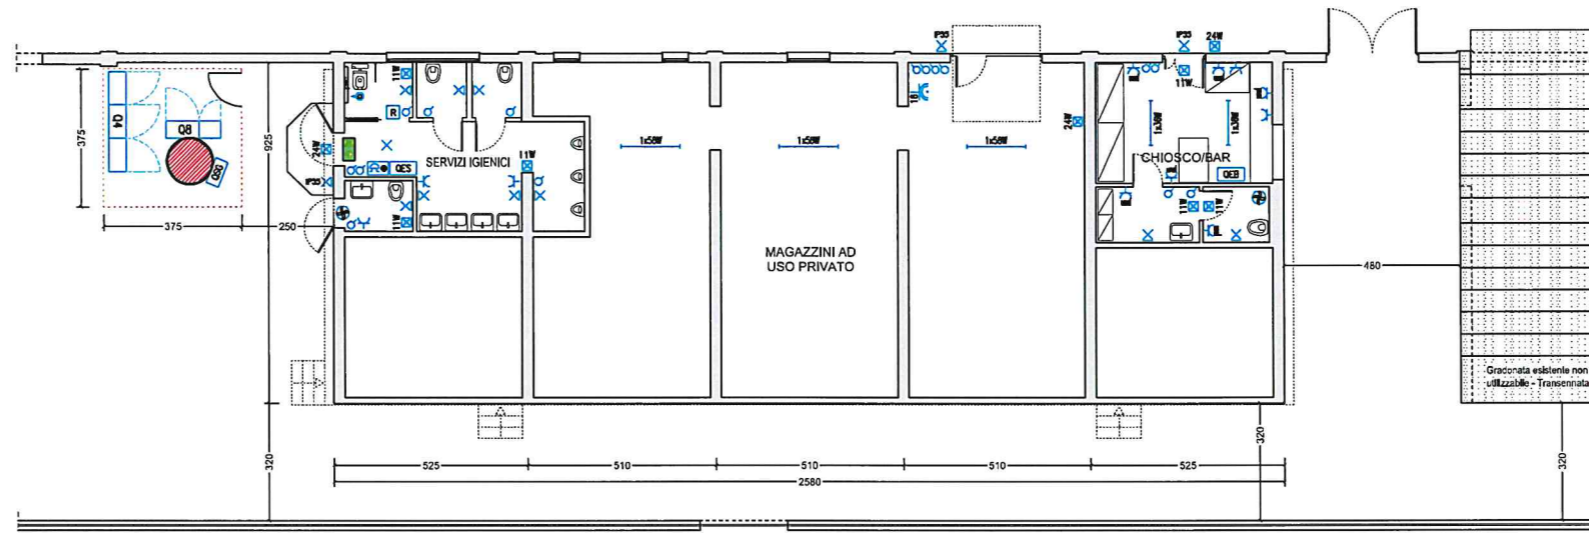 IP55
IP55
24W
11W
11W
Q4
Q8
QSG
R
16
24W
1x36W
1x36W
375
925
24W
1x58W
1x58W
1x58W
SERVIZI IGIENICI
11W
CHIOSCO/BAR
QES
QEB
IP55
11W
11W
11W
375
250
MAGAZZINI AD
USO PRIVATO
480
Gradonata esistente non
utilizzabile - Transennata
320
320
320
525
510
510
510
525
2580